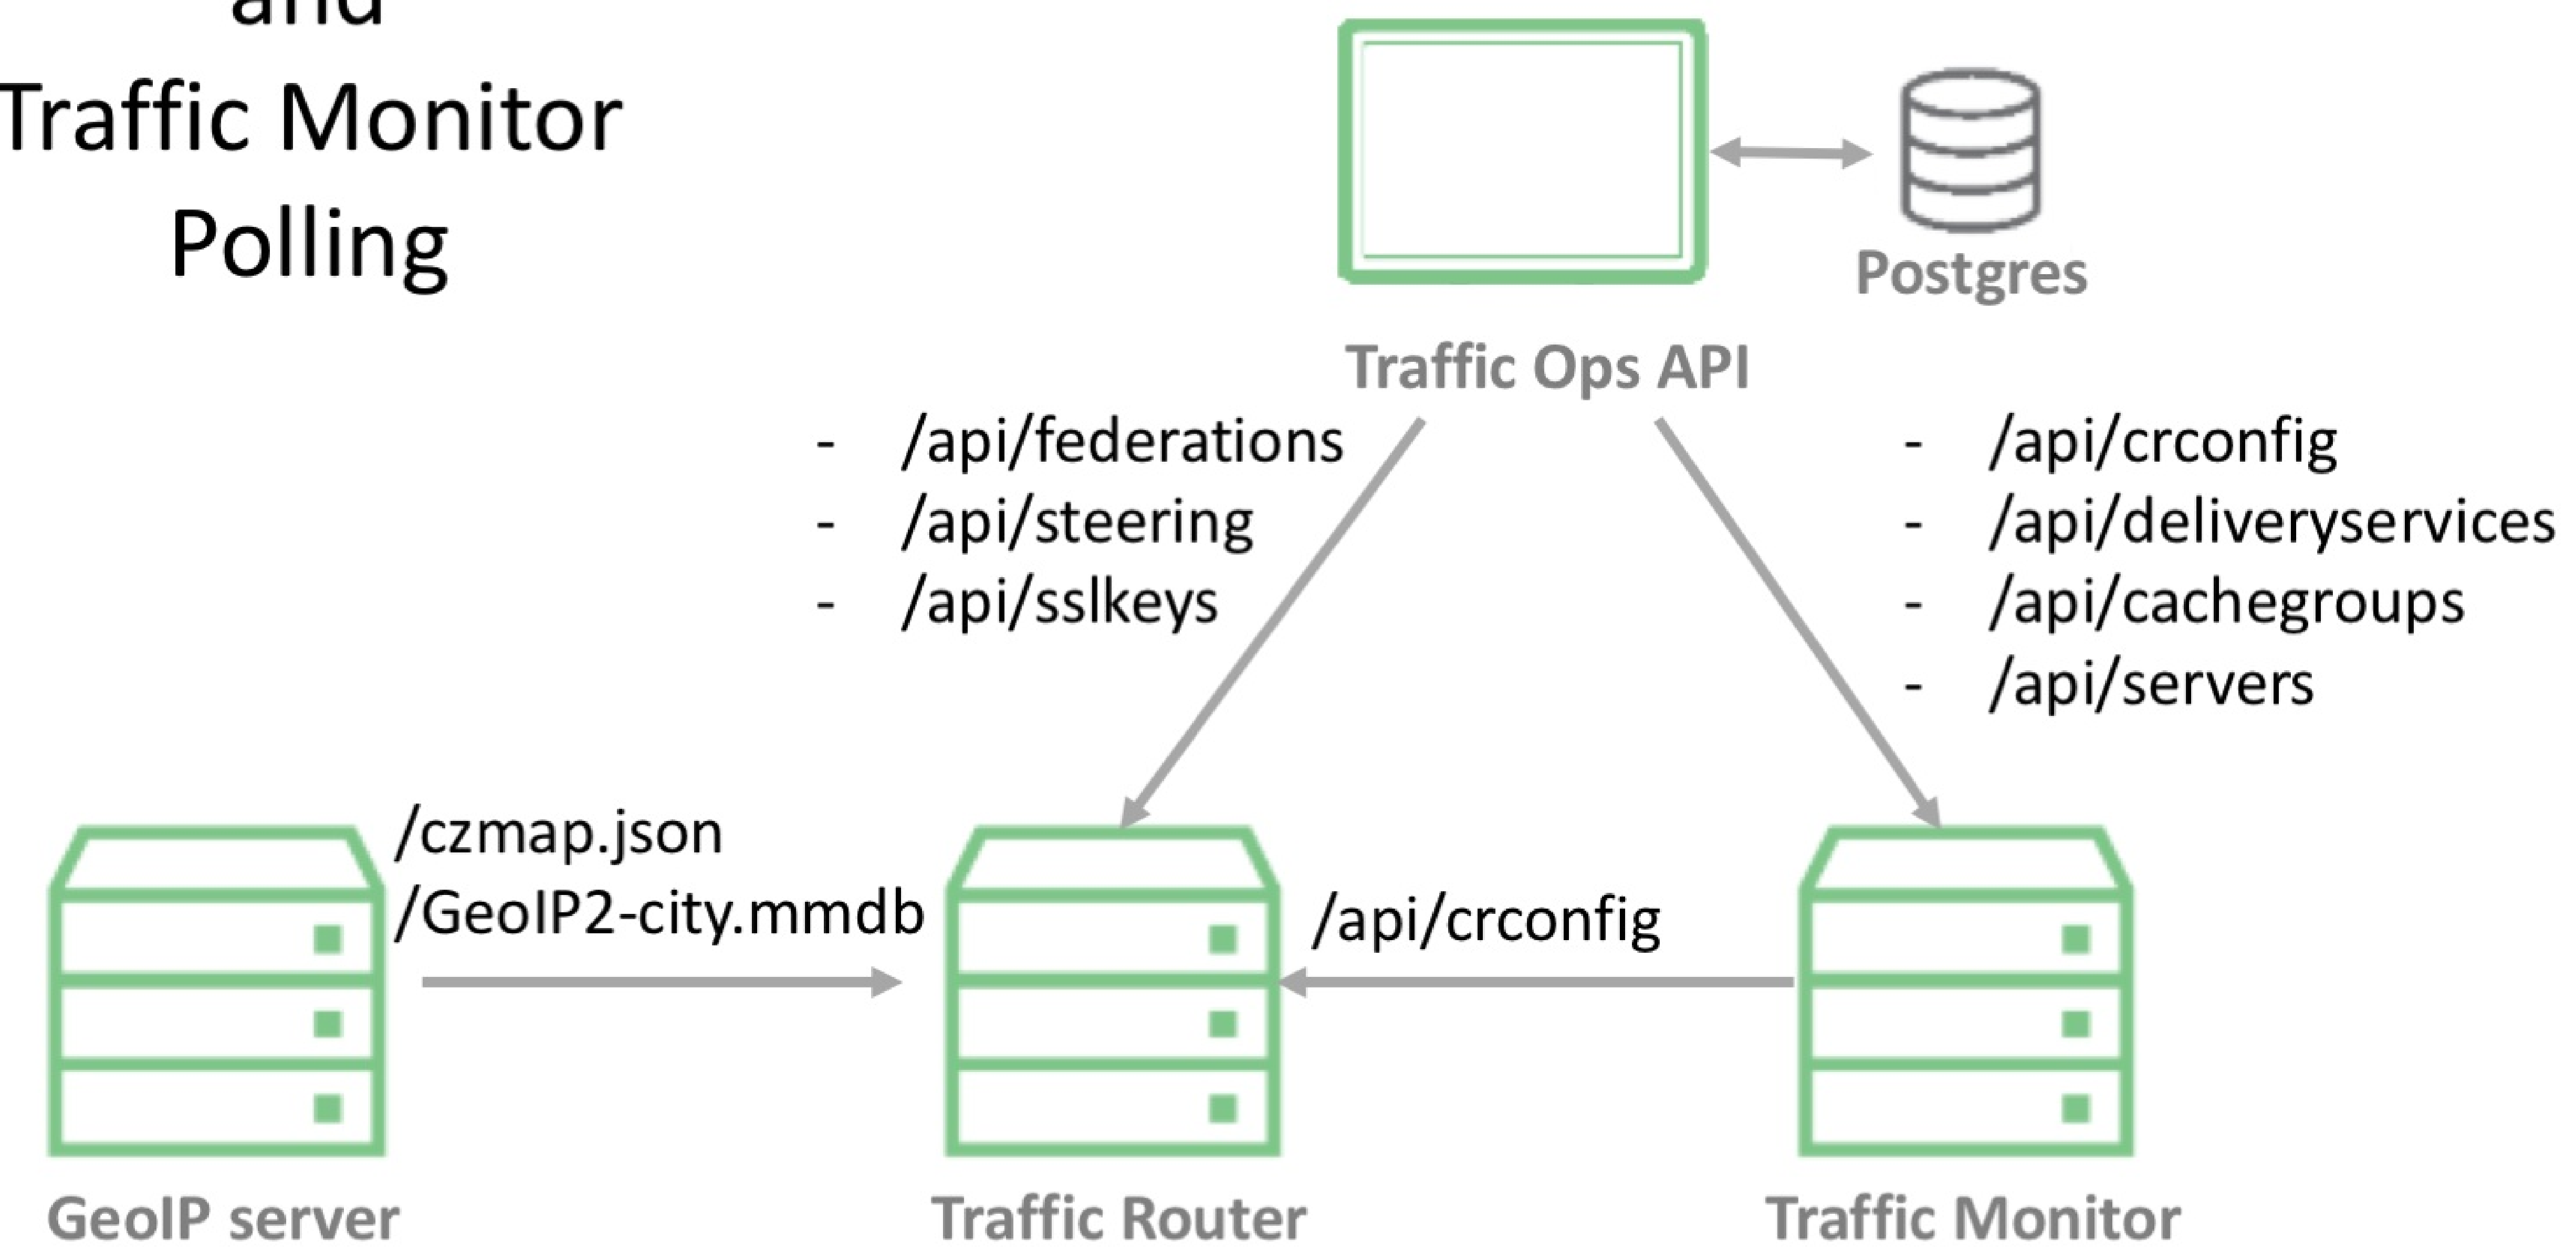 and
Traffic Monitor
Polling
Postgres
Traffic Ops API
- /api/federations
- /api/steering
- /api/sslkeys
- /api/crconfig
- /api/deliveryservices
- /api/cachegroups
- /api/servers
/czmap.json
/GeoIP2-city.mmdb
/api/crconfig
GeoIP server
Traffic Router
Traffic Monitor